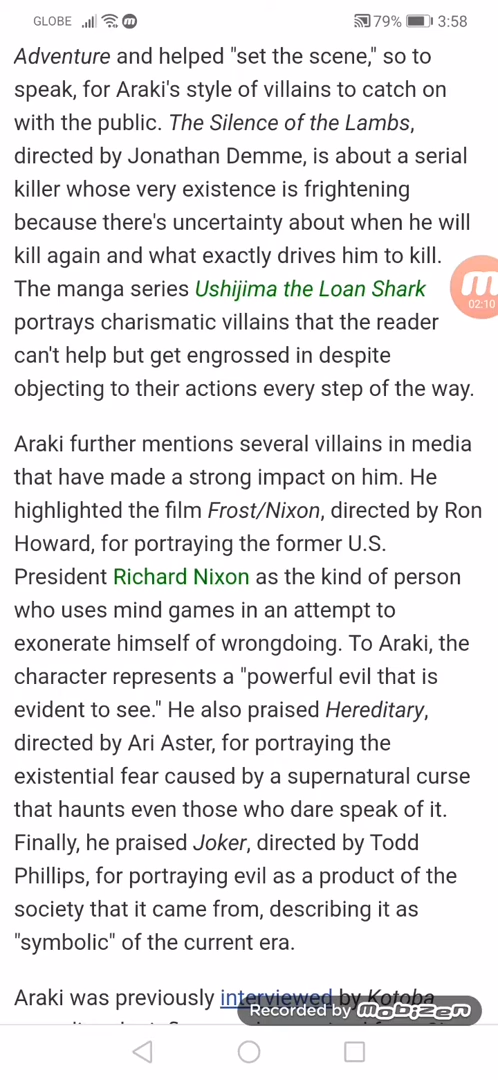 GLOBE 79% 3:58
Adventure and helped "set the scene," so to
speak, for Araki's style of villains to catch on
with the public. The Silence of the Lambs,
directed by Jonathan Demme, is about a serial
killer whose very existence is frightening
because there's uncertainty about when he will
kill again and what exactly drives him to kill.
The manga series Ushijima the Loan Shark
02:10
portrays charismatic villains that the reader
can't help but get engrossed in despite
objecting to their actions every step of the way.
Araki further mentions several villains in media
that have made a strong impact on him. He
highlighted the film Frost/Nixon, directed by Ron
Howard, for portraying the former U.S.
President Richard Nixon as the kind of person
who uses mind games in an attempt to
exonerate himself of wrongdoing. To Araki, the
character represents a "powerful evil that is
evident to see." He also praised Hereditary,
directed by Ari Aster, for portraying the
existential fear caused by a supernatural curse
that haunts even those who dare speak of it.
Finally, he praised Joker, directed by Todd
Phillips, for portraying evil as a product of the
society that it came from, describing it as
"symbolic" of the current era.
Araki was previously interviewed by Kotoba
Recorded by mobizen